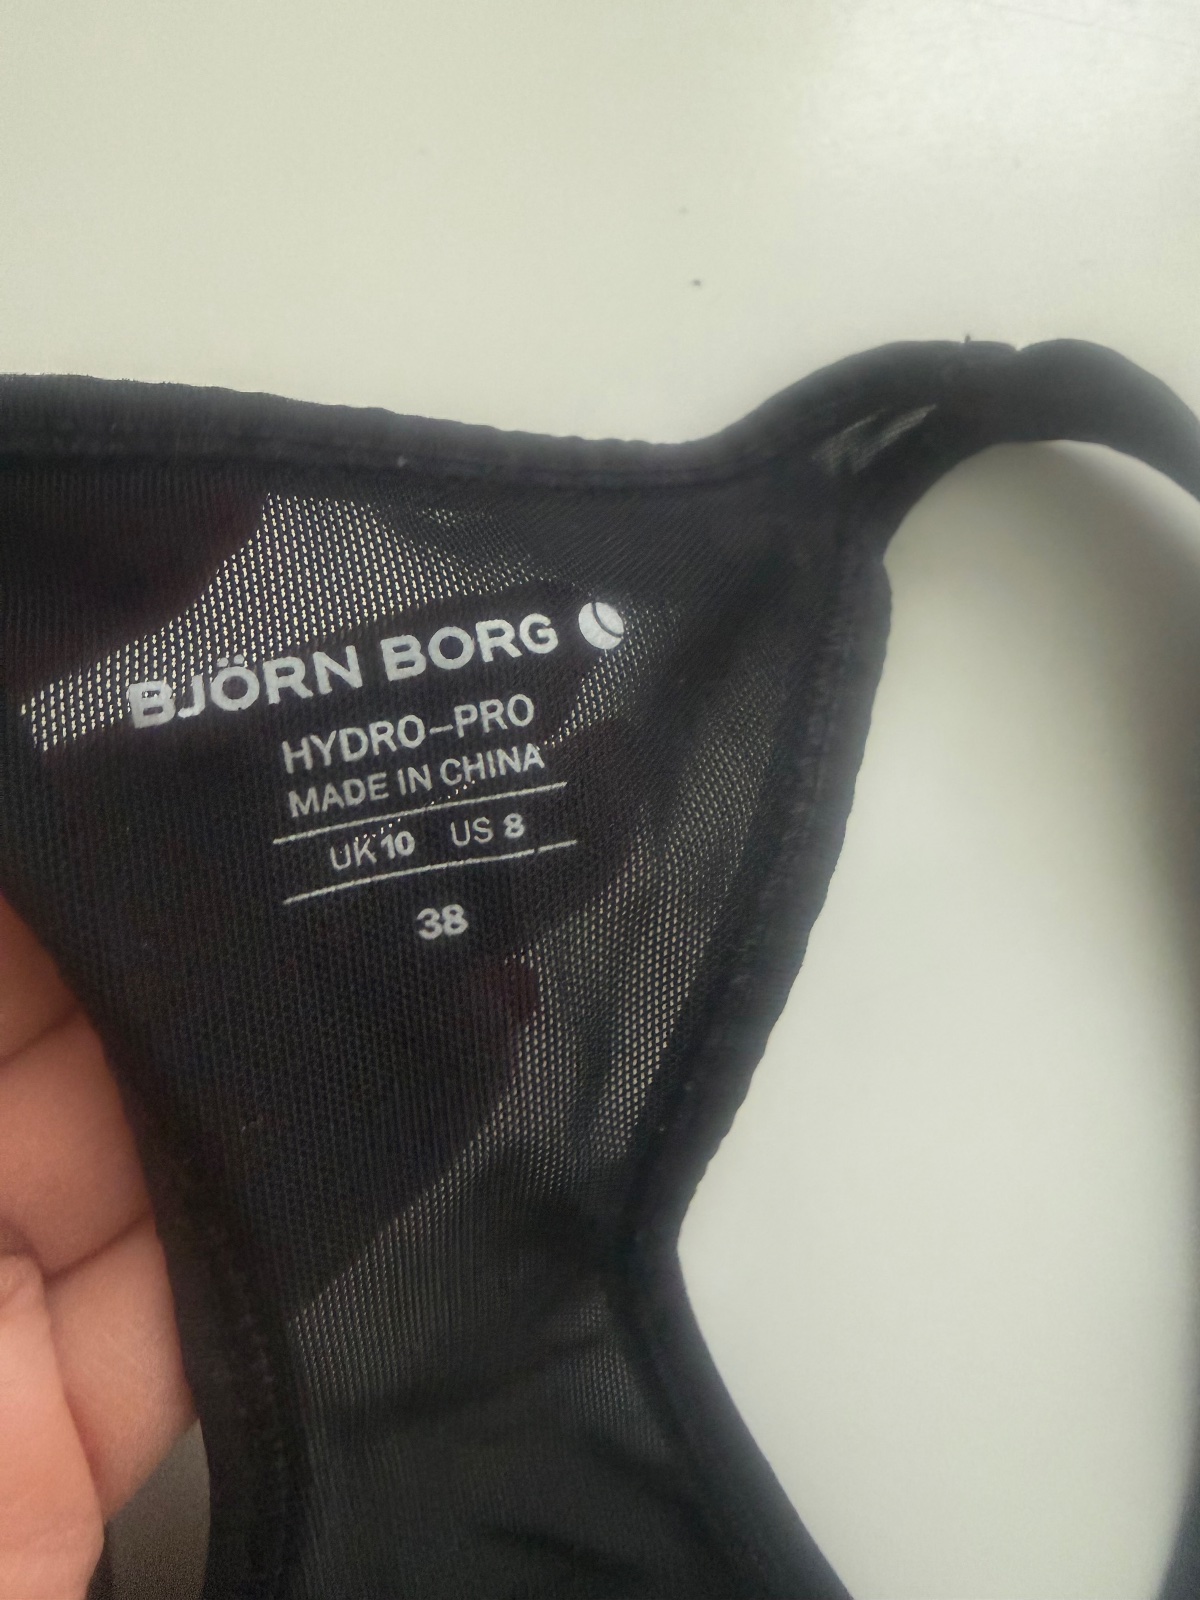 BJÖRN BORG
HYDRO-PRO
MADE IN CHINA
UK 10 US 8
38